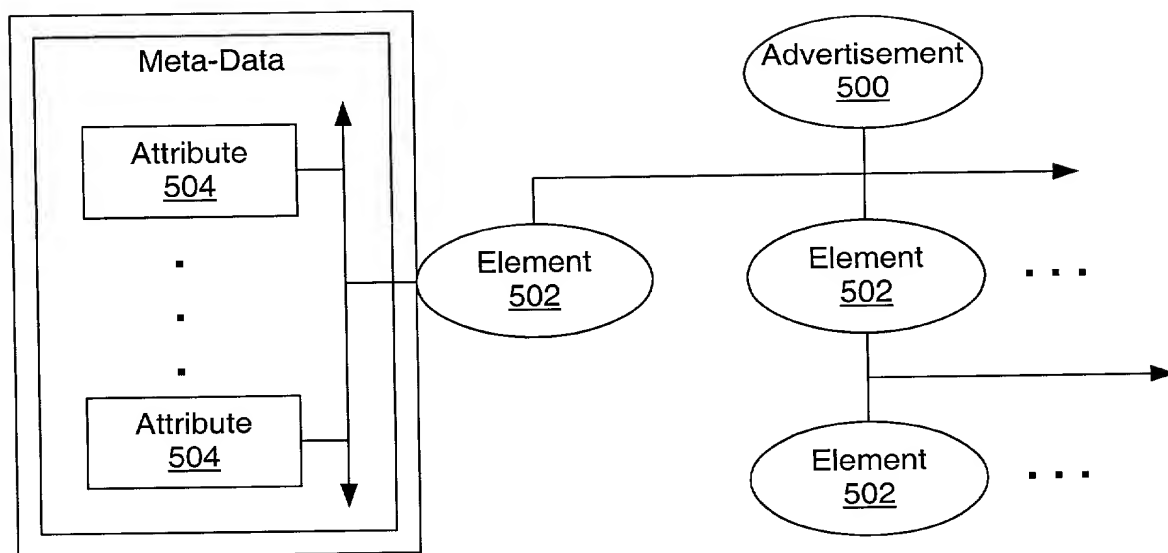 Meta-Data
Attribute
504
Attribute
504
Advertisement
500
Element
502
Element
502
Element
502